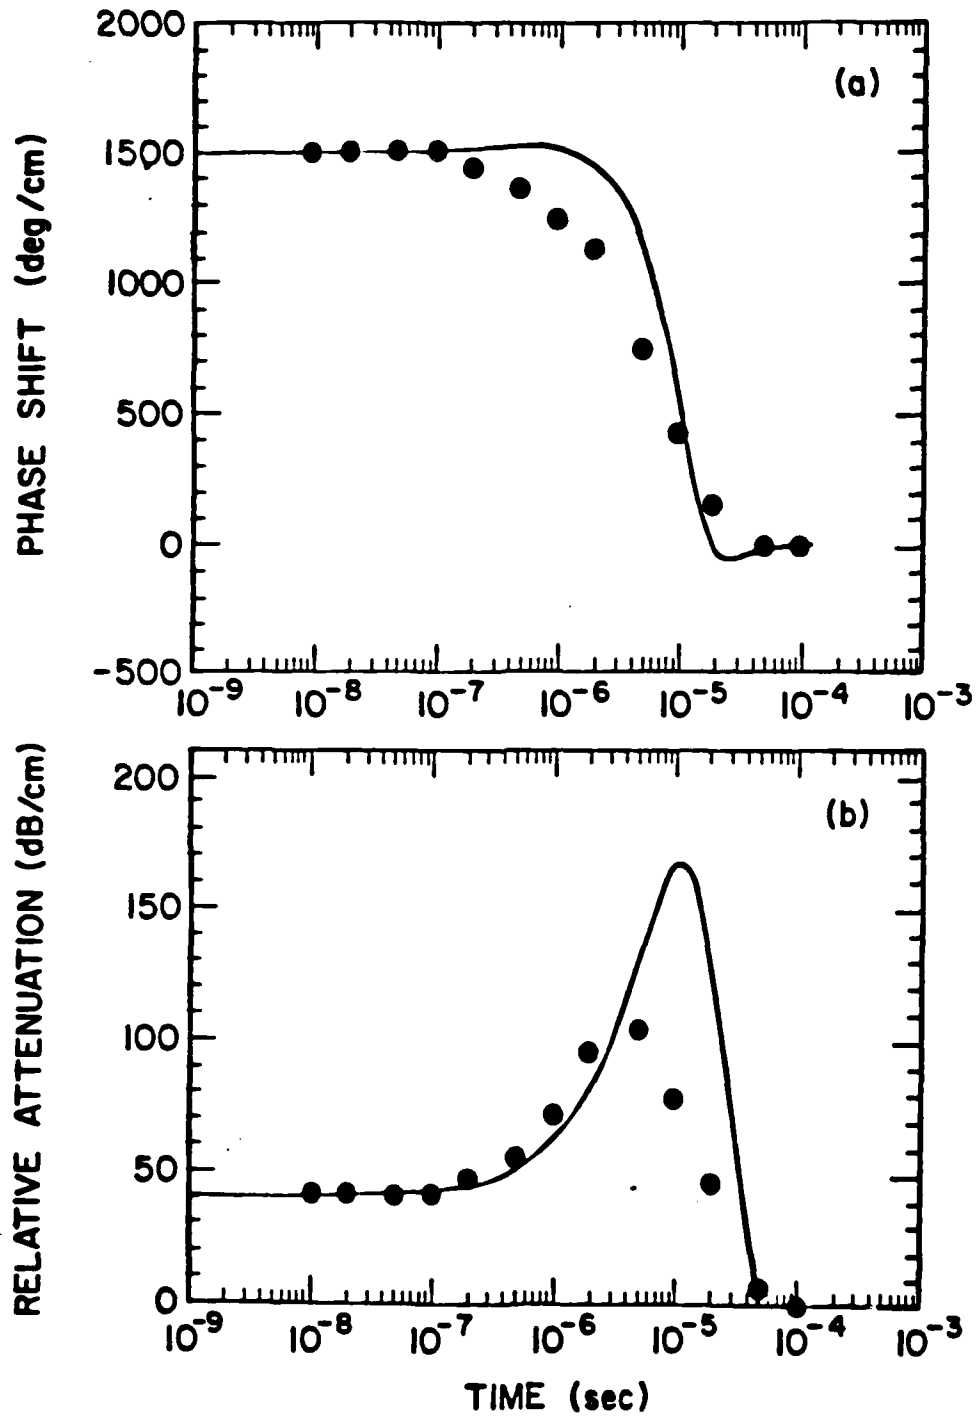 2000
(a)
1500
1000
500
0
-500
PHASE SHIFT (deg/cm)
10⁻⁹ 10⁻⁸ 10⁻⁷ 10⁻⁶ 10⁻⁵ 10⁻⁴ 10⁻³
200
(b)
150
100
50
0
RELATIVE ATTENUATION (dB/cm)
10⁻⁹ 10⁻⁸ 10⁻⁷ 10⁻⁶ 10⁻⁵ 10⁻⁴ 10⁻³
TIME (sec)